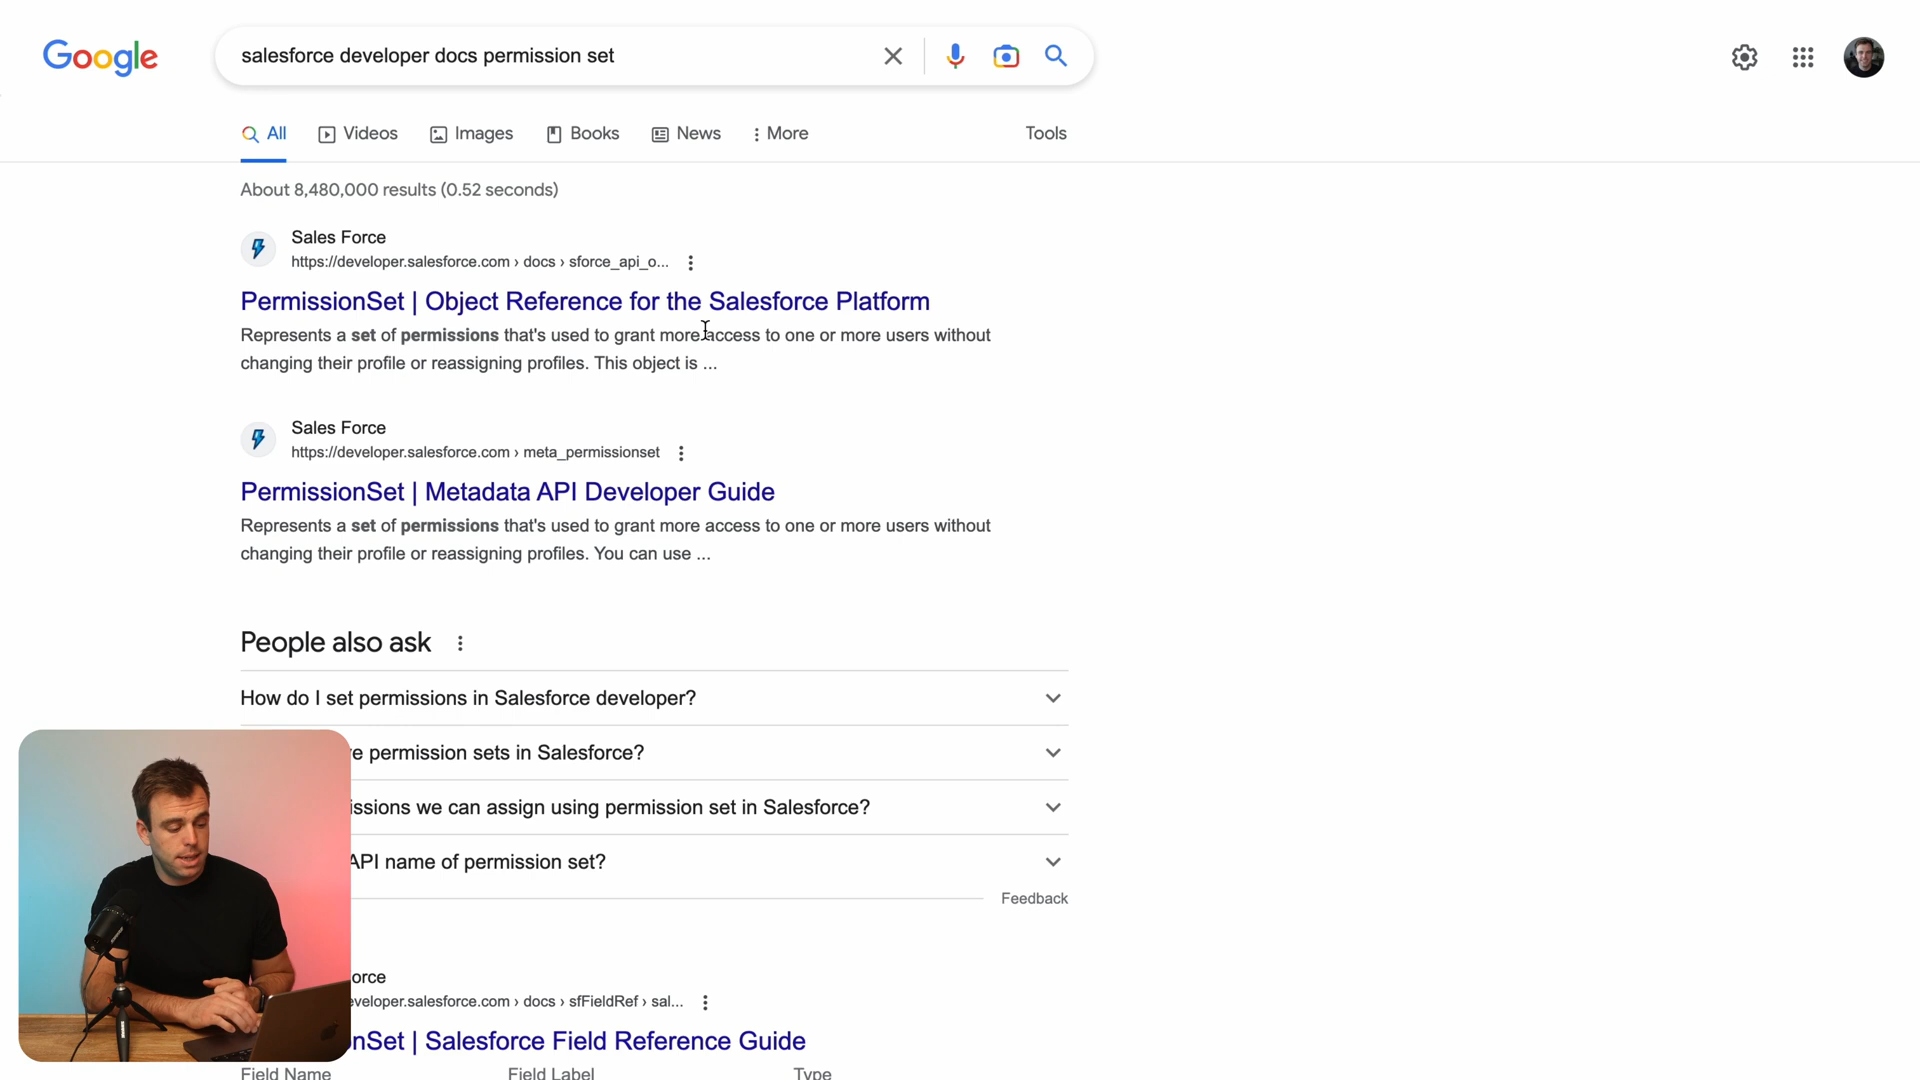 Google
salesforce developer docs permission set
All
Videos
Images
Books
News
More
Tools
About 8,480,000 results (0.52 seconds)
Sales Force
https://developer.salesforce.com › docs › sforce_api_o...
PermissionSet | Object Reference for the Salesforce Platform
Represents a set of permissions that's used to grant more access to one or more users without
changing their profile or reassigning profiles. This object is ...
Sales Force
https://developer.salesforce.com › meta_permissionset
PermissionSet | Metadata API Developer Guide
Represents a set of permissions that's used to grant more access to one or more users without
changing their profile or reassigning profiles. You can use ...
People also ask
How do I set permissions in Salesforce developer?
permission sets in Salesforce?
we can assign using permission set in Salesforce?
API name of permission set?
Feedback
orce
eveloper.salesforce.com › docs › sfFieldRef › sal...
nSet | Salesforce Field Reference Guide
Field Name Field Label Type